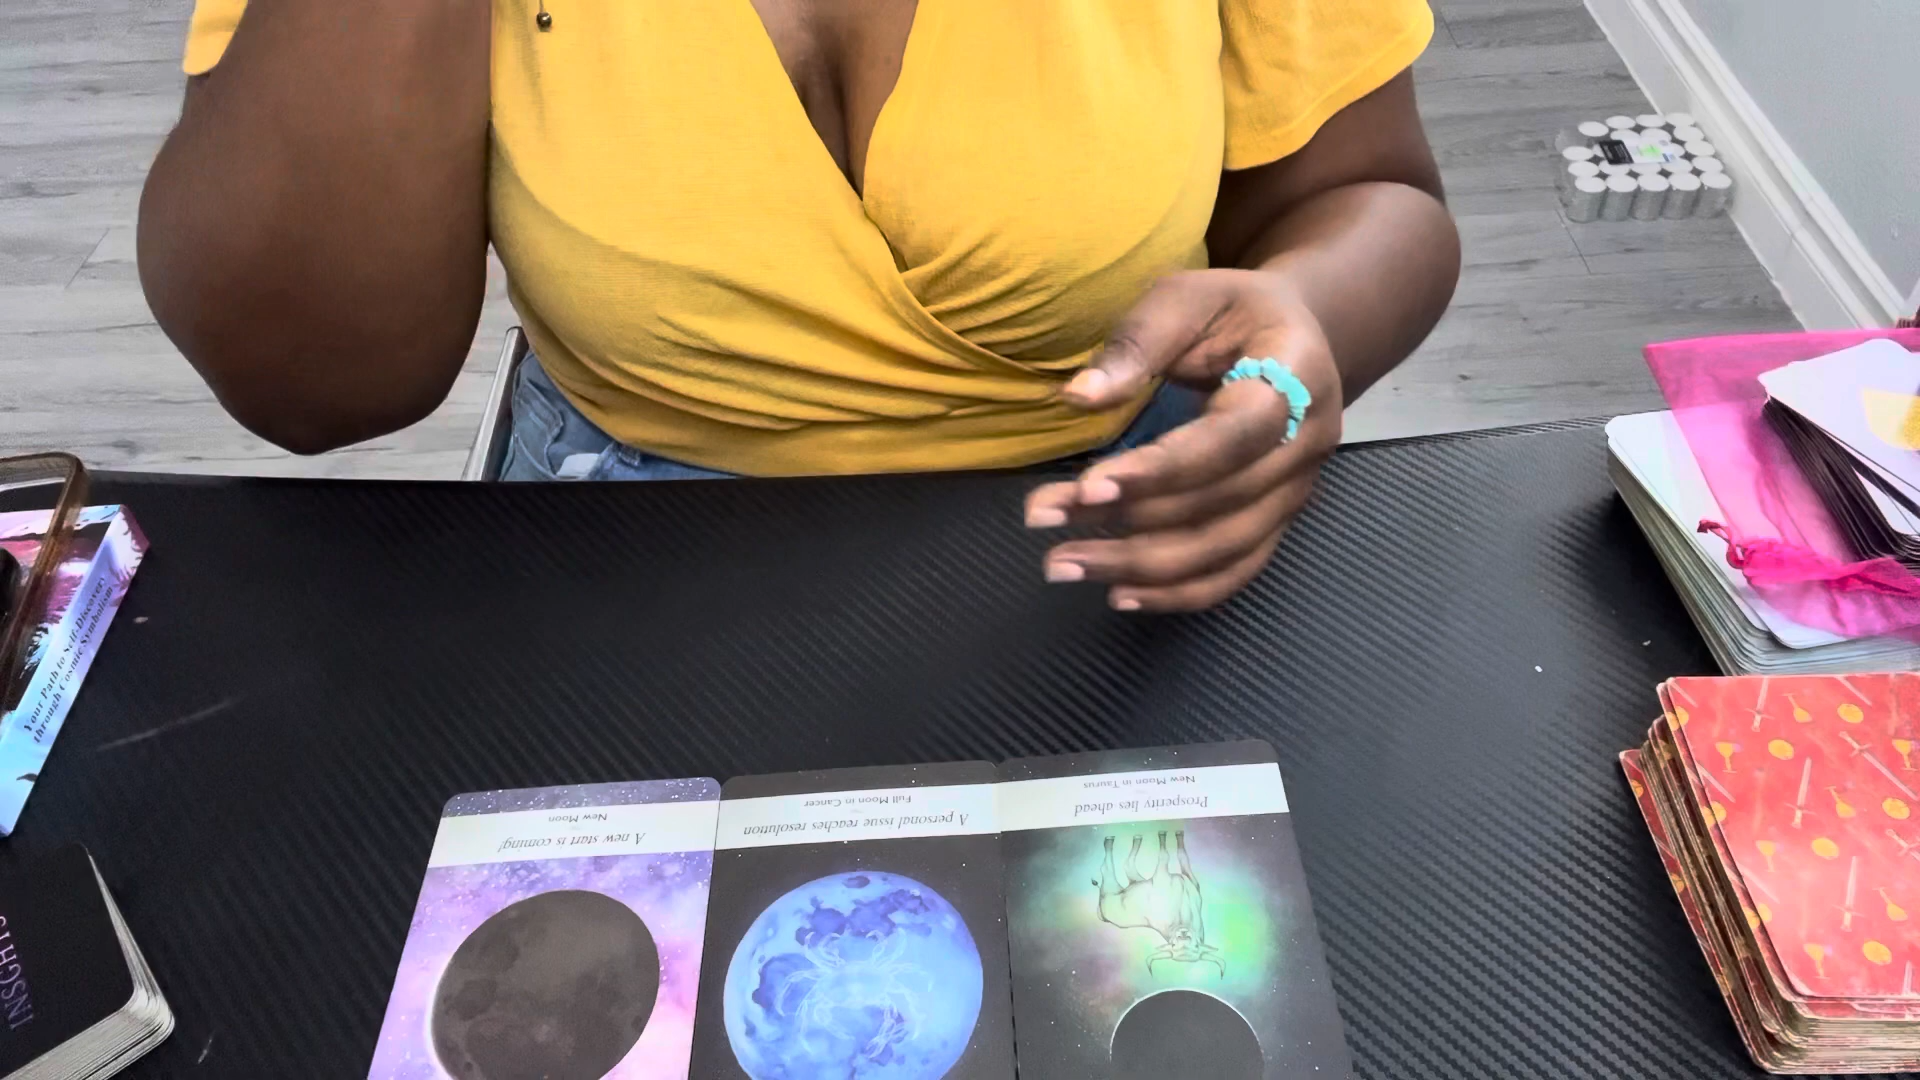 Your Path to Self-Discovery
through Cosmic Symbolism
INSIGHTS
New Moon
A new start is coming!
Full Moon in Cancer
A personal issue reaches resolution
New Moon in Taurus
Prosperity lies ahead